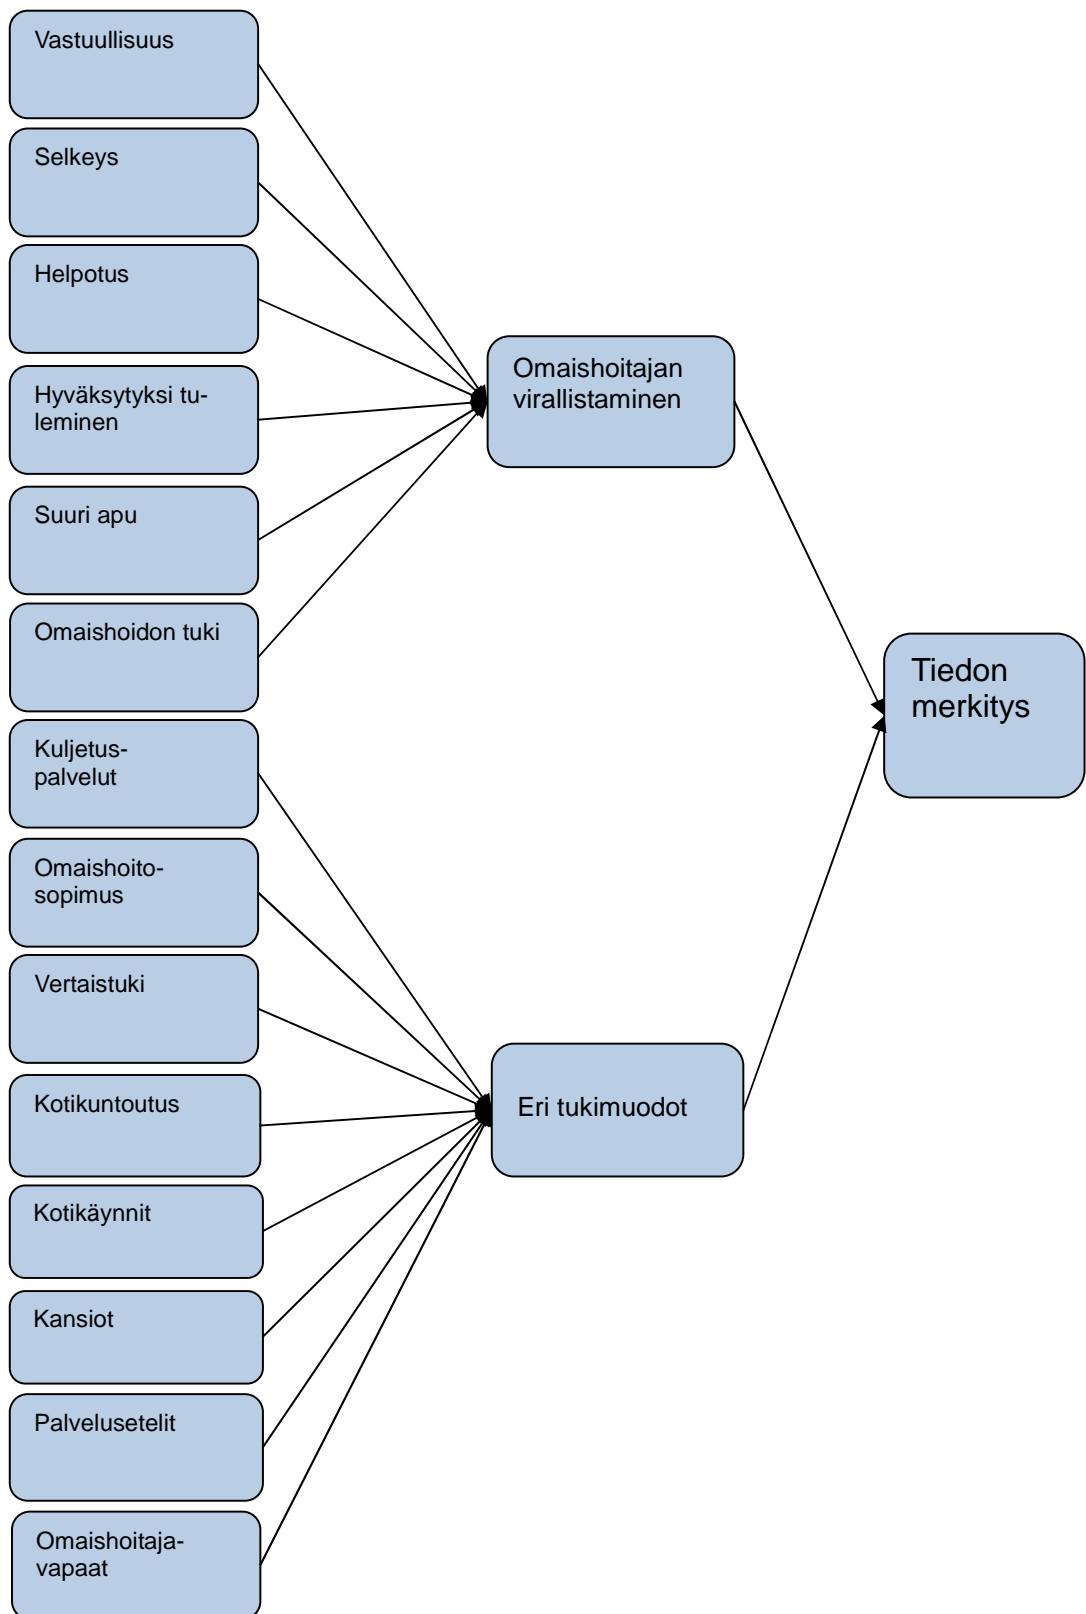 Vastuullisuus
Selkeys
Helpotus
Hyväksytyksi tu-
leminen
Suuri apu
Omaishoidon tuki
Kuljetus-
palvelut
Omaishoito-
sopimus
Vertaistuki
Kotikuntoutus
Kotikäynnit
Kansiot
Palvelusetelit
Omaishoitaja-
vapaat
Omaishoitajan
virallistaminen
Eri tukimuodot
Tiedon
merkitys